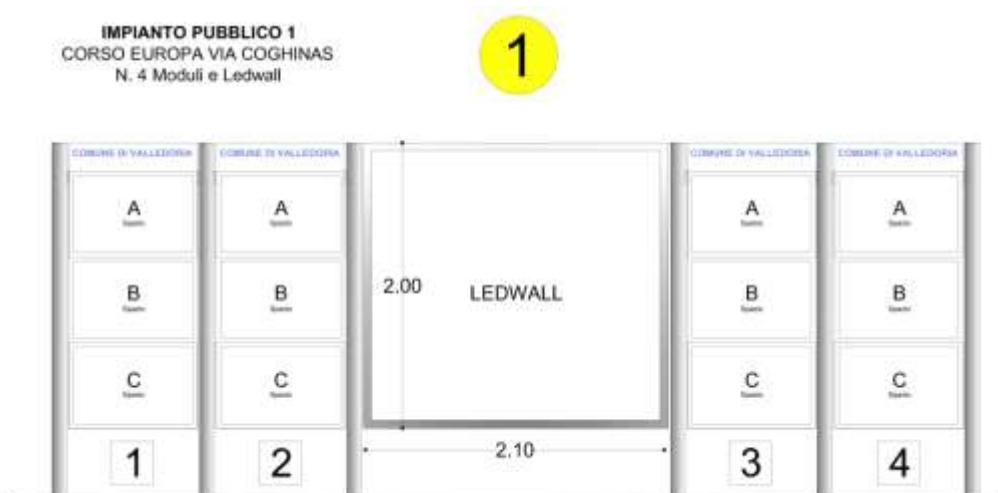 IMPIANTO PUBBLICO 1
CORSO EUROPA VIA COGHINAS
N. 4 Moduli e Ledwall
1
COMUNE DI VALLEDORIA COMUNE DI VALLEDORIA COMUNE DI VALLEDORIA COMUNE DI VALLEDORIA
A A A A
2.00 LEDWALL
B B B B
C C C C
2.10
1 2 3 4